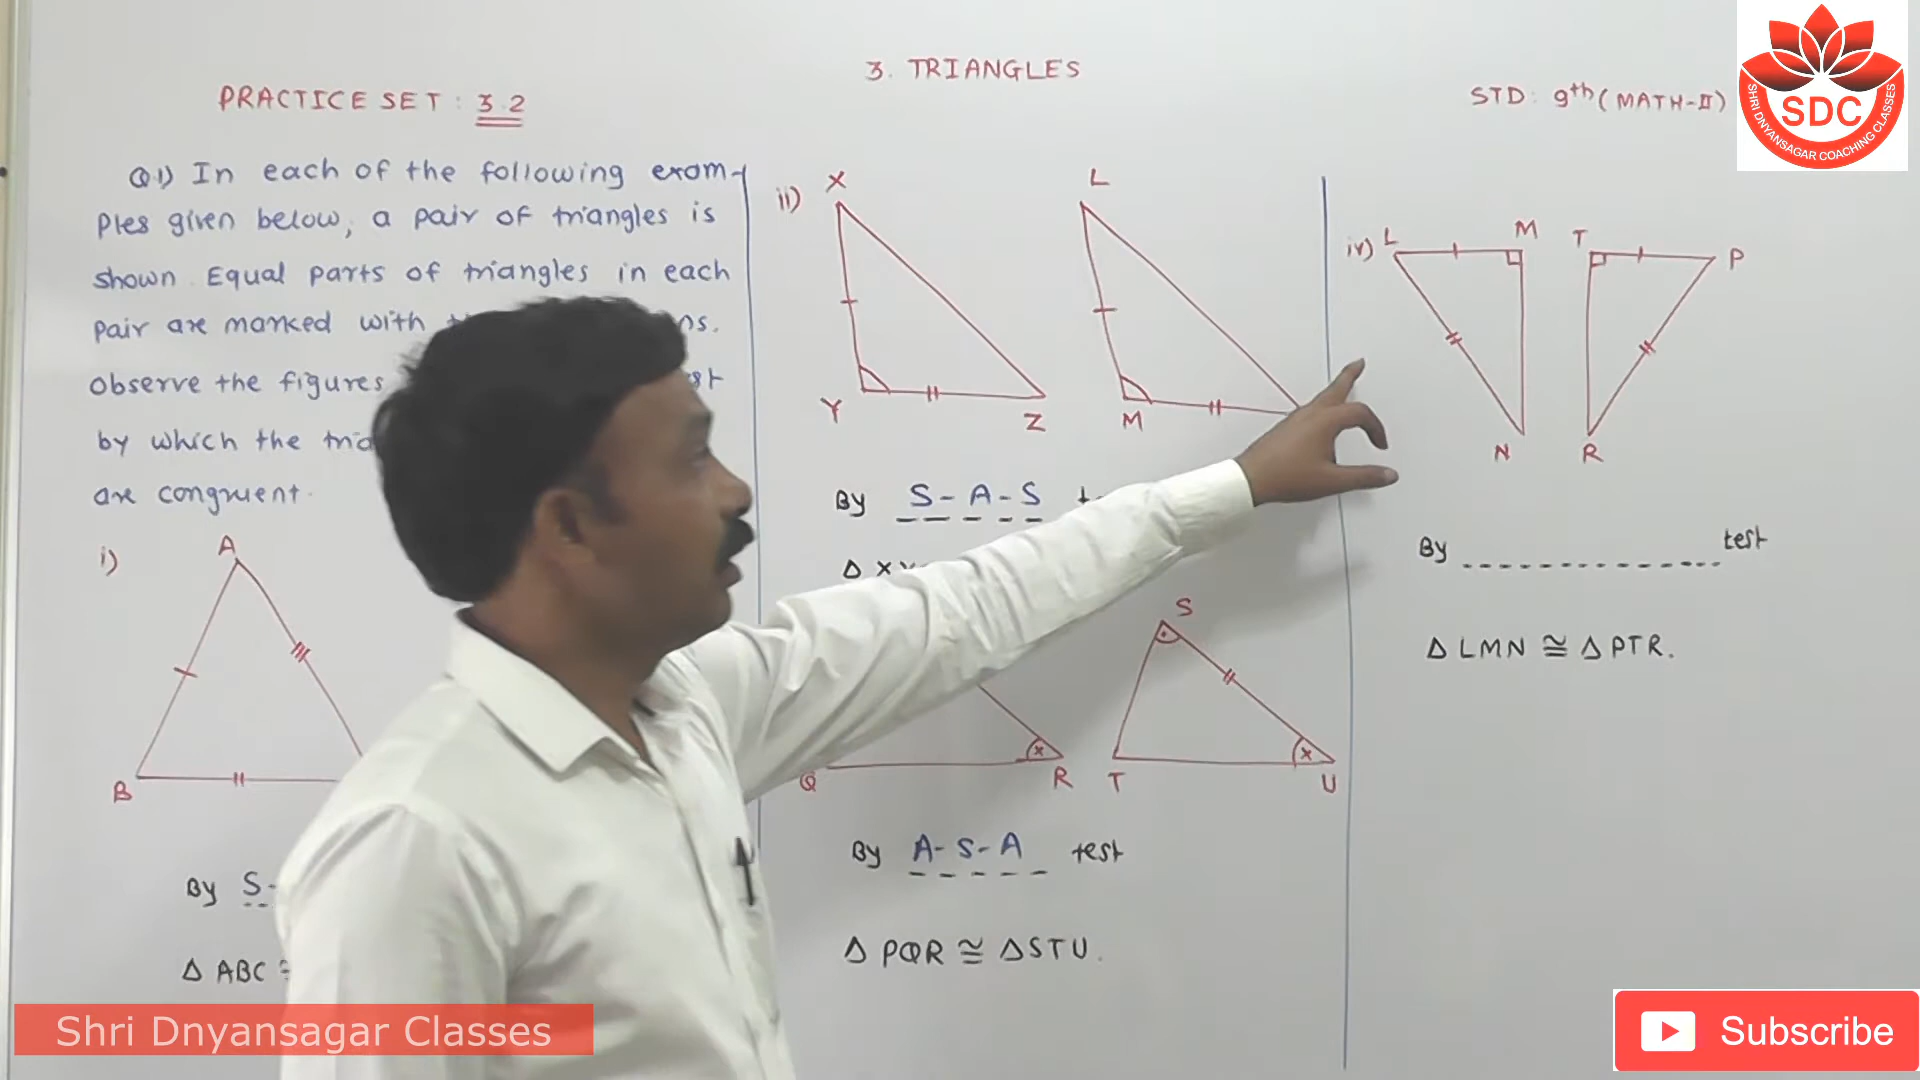 3. TRIANGLES
PRACTICE SET : 3.2
STD : 9th (MATH-II)
SDC
SHRI DNYANSAGAR COACHING CLASSES
Q1) In each of the following exam-
ples given below, a pair of triangles is
shown. Equal parts of triangles in each
pair are marked with
observe the figures
by which the
are congruent.
i)
A
B
By S-
Δ ABC ≅
ii)
X
Y
Z
L
M
By S-A-S
Δ X
Q
R
S
T
U
x
x
By A-S-A test
Δ PQR ≅ Δ STU.
iv)
L
M
N
T
P
R
By ------------- test
Δ LMN ≅ Δ PTR.
Shri Dnyansagar Classes
Subscribe